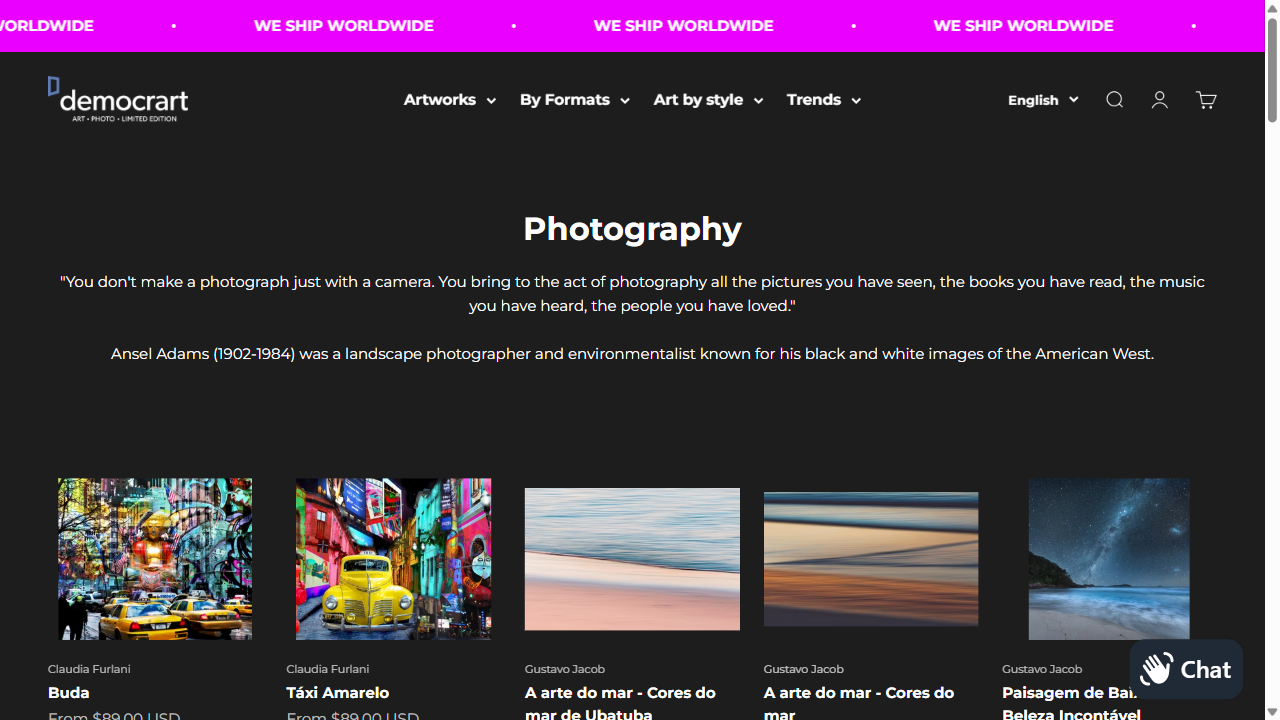 WORLDWIDE • WE SHIP WORLDWIDE • WE SHIP WORLDWIDE • WE SHIP WORLDWIDE •
democrart
ART • PHOTO • LIMITED EDITION
Artworks By Formats Art by style Trends English
Photography
"You don't make a photograph just with a camera. You bring to the act of photography all the pictures you have seen, the books you have read, the music
you have heard, the people you have loved."
Ansel Adams (1902-1984) was a landscape photographer and environmentalist known for his black and white images of the American West.
Claudia Furlani
Buda
From $89.00 USD
Claudia Furlani
Táxi Amarelo
From $89.00 USD
Gustavo Jacob
A arte do mar - Cores do
mar de Ubatuba
Gustavo Jacob
A arte do mar - Cores do
mar
Gustavo Jacob
Paisagem de
Beleza Incontável
Chat